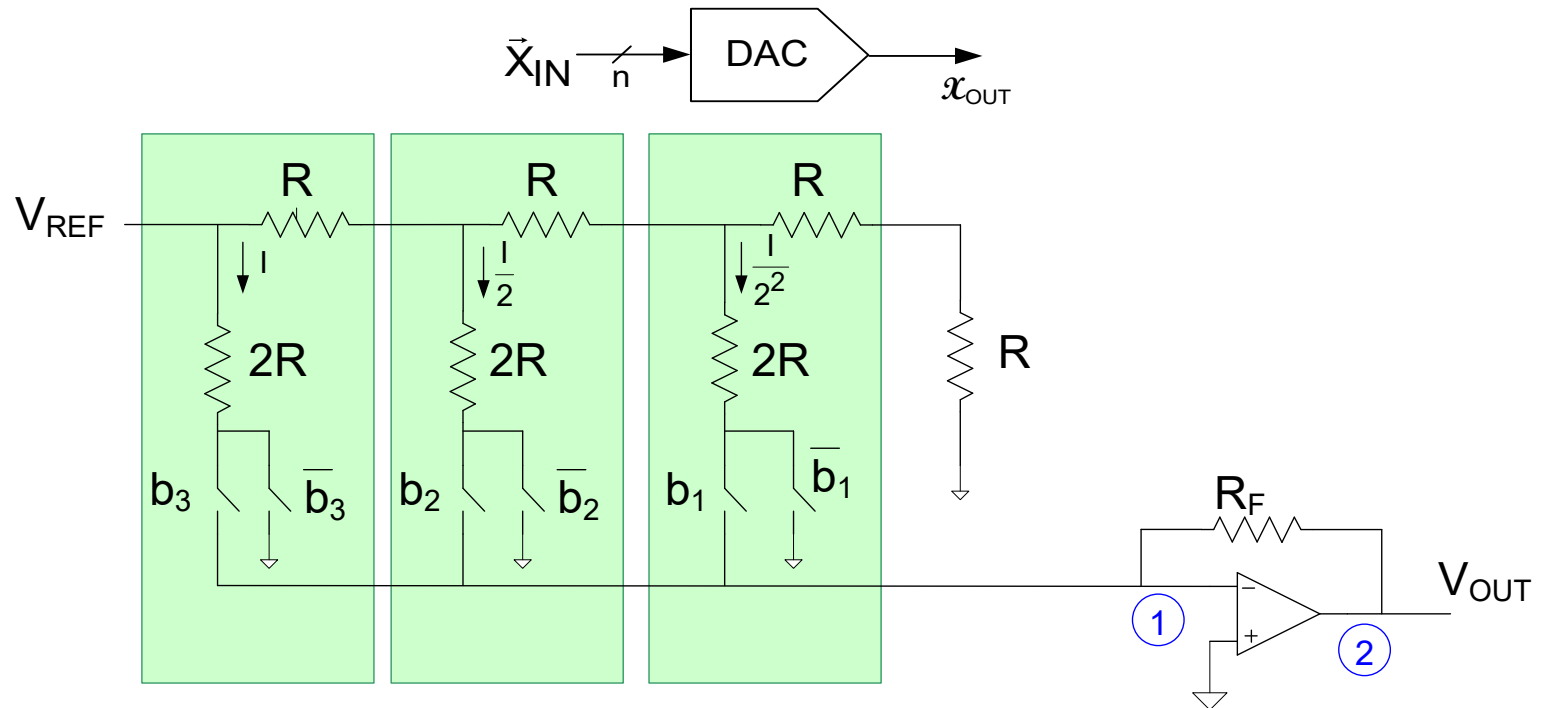 X⃗IN
n
DAC
𝓧OUT
R
R
R
VREF
I
I/2
I/2²
2R
2R
2R
R
b₃
b̅₃
b₂
b̅₂
b₁
b̅₁
RF
−
+
VOUT
1
2